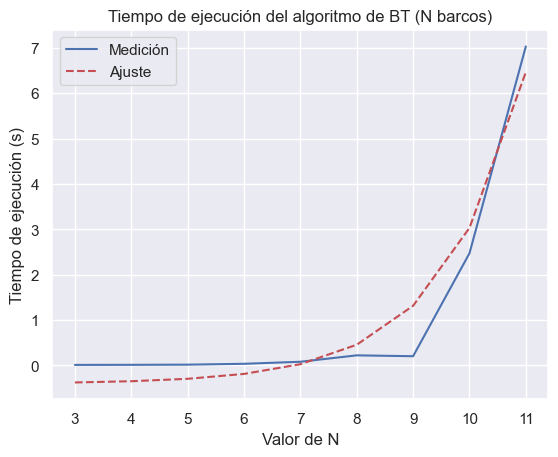 Tiempo de ejecución del algoritmo de BT (N barcos)
Medición
Ajuste
Tiempo de ejecución (s)
7
6
5
4
3
2
1
0
3 4 5 6 7 8 9 10 11
Valor de N